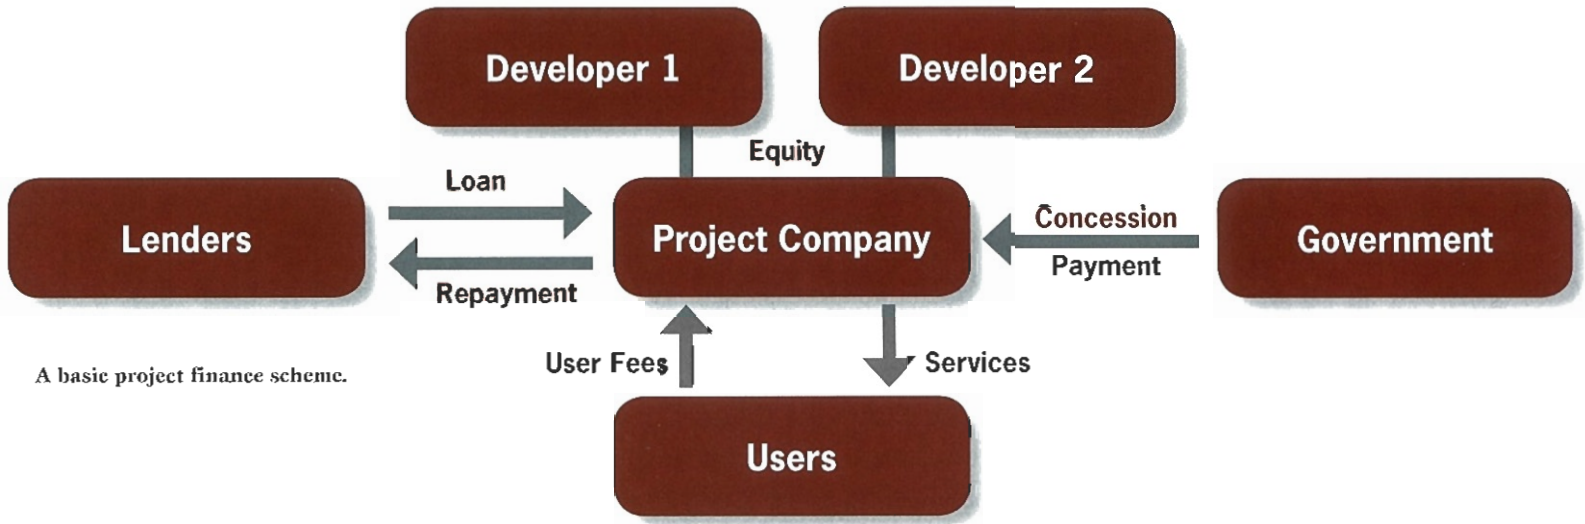 Developer 1
Developer 2
Equity
Loan
Lenders
Project Company
Concession
Payment
Government
Repayment
User Fees
Services
A basic project finance scheme.
Users